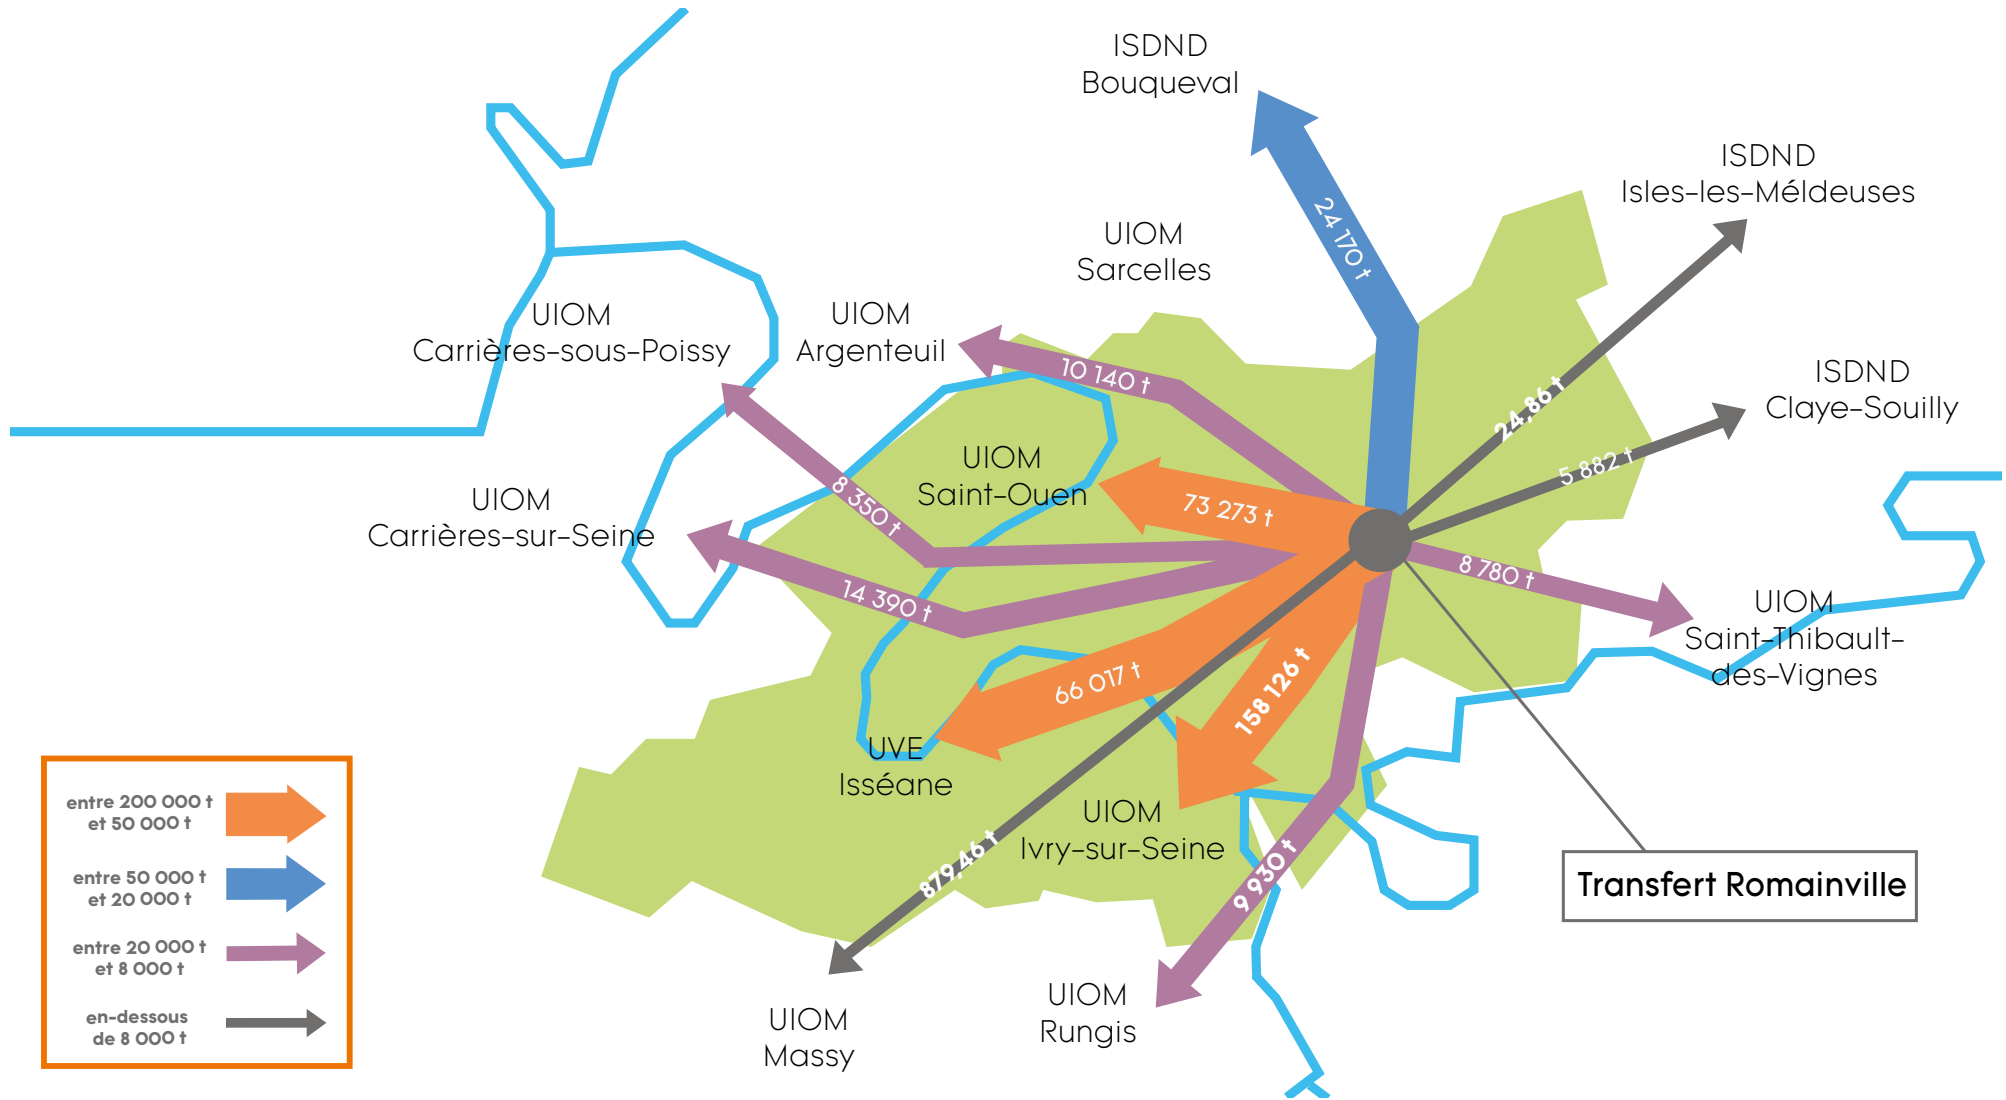 ISDND
Bouqueval
ISDND
Isles-les-Méldeuses
UIOM
Sarcelles
24 170 t
UIOM
Carrières-sous-Poissy
UIOM
Argenteuil
10 140 t
24,86 t
ISDND
Claye-Souilly
5 882 t
UIOM
Saint-Ouen
73 273 t
8 350 t
UIOM
Carrières-sur-Seine
14 390 t
8 780 t
UIOM
Saint-Thibault-
des-Vignes
66 017 t
158 126 t
UVE
Isséane
UIOM
Ivry-sur-Seine
879,46 t
9 930 t
Transfert Romainville
UIOM
Massy
UIOM
Rungis
entre 200 000 t
et 50 000 t
entre 50 000 t
et 20 000 t
entre 20 000 t
et 8 000 t
en-dessous
de 8 000 t